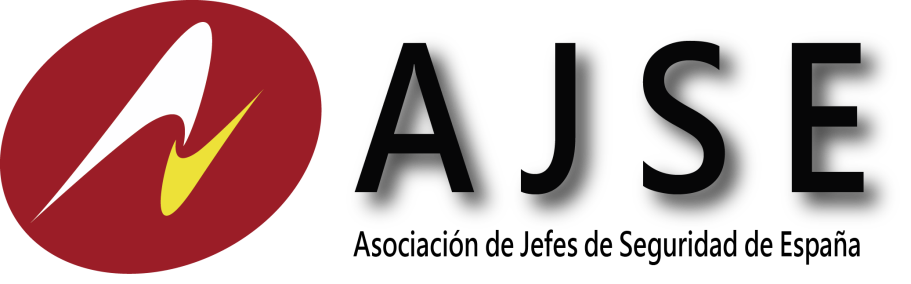 AJSE
Asociación de Jefes de Seguridad de España